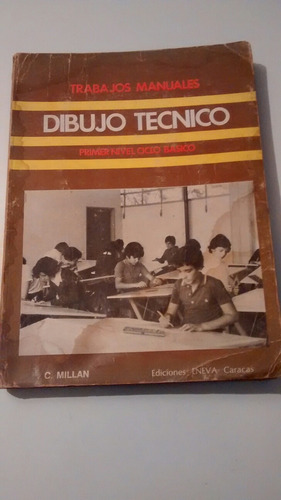 TRABAJOS MANUALES
DIBUJO TECNICO
PRIMER NIVEL CICLO BASICO
C. MILLAN
Ediciones ENEVA Caracas